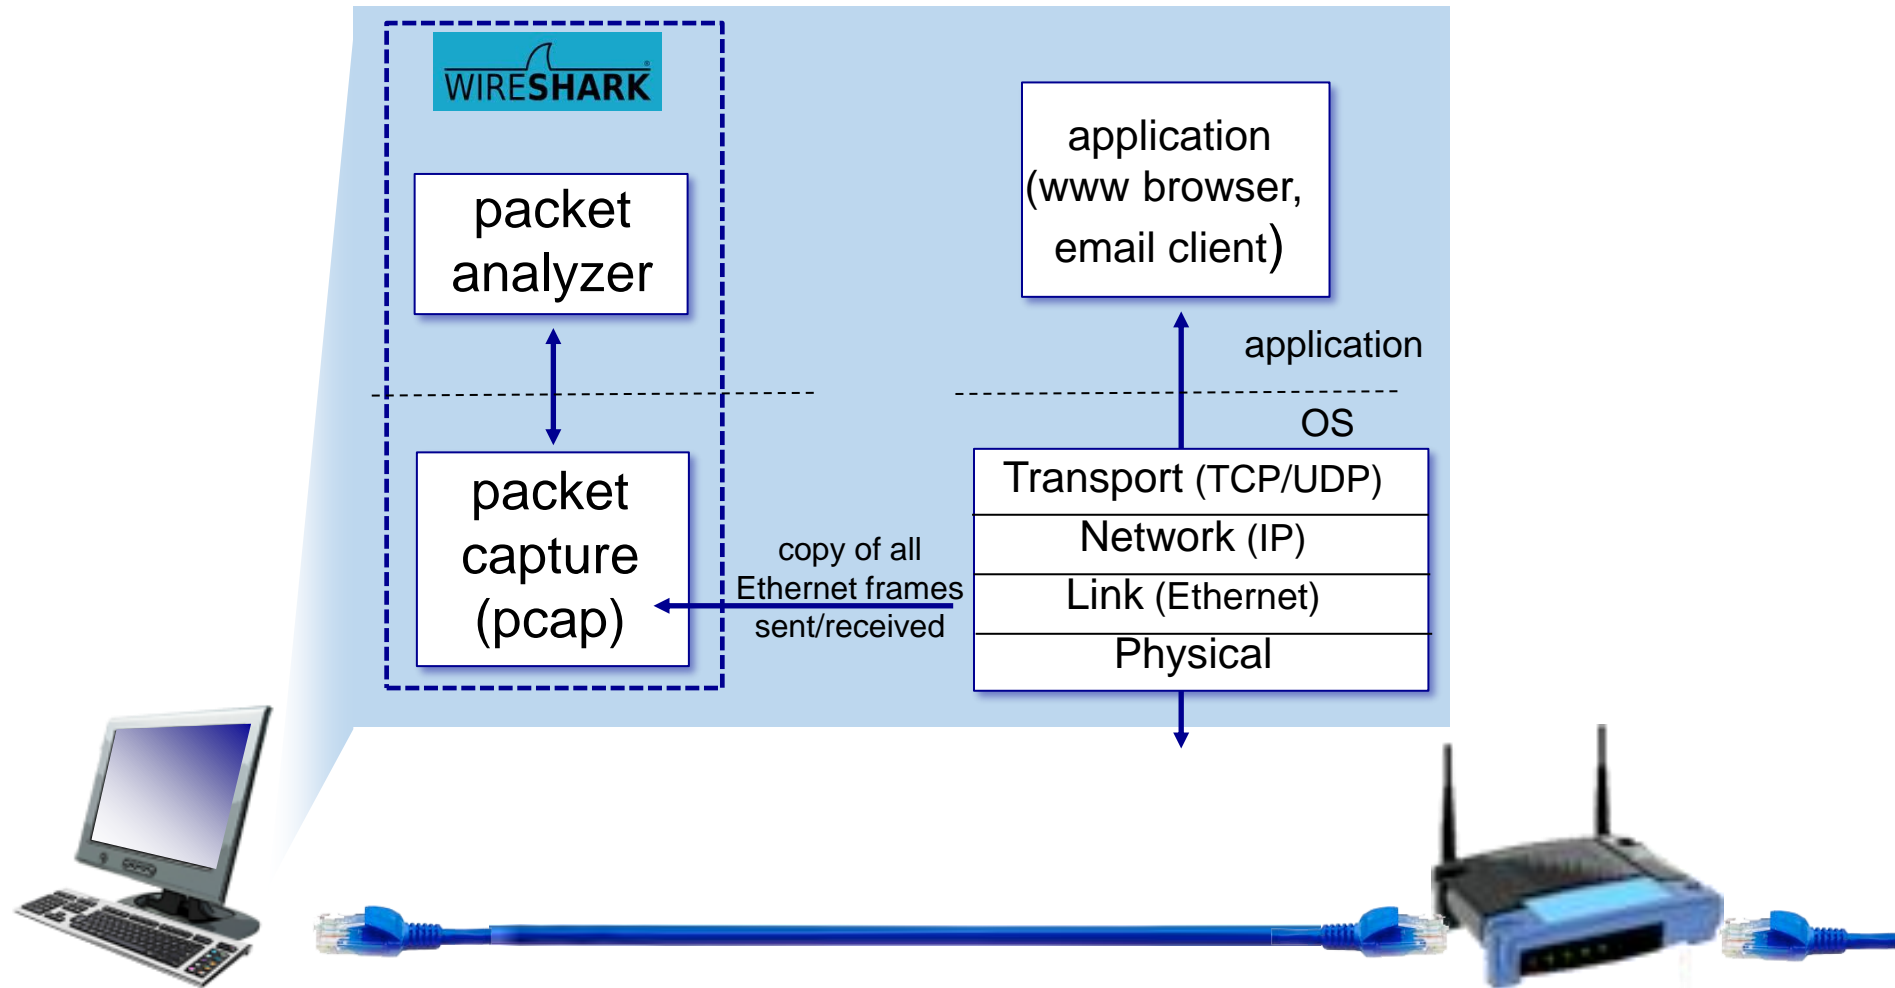 WIRESHARK
packet
analyzer
packet
capture
(pcap)
copy of all
Ethernet frames
sent/received
application
(www browser,
email client)
application
OS
Transport (TCP/UDP)
Network (IP)
Link (Ethernet)
Physical